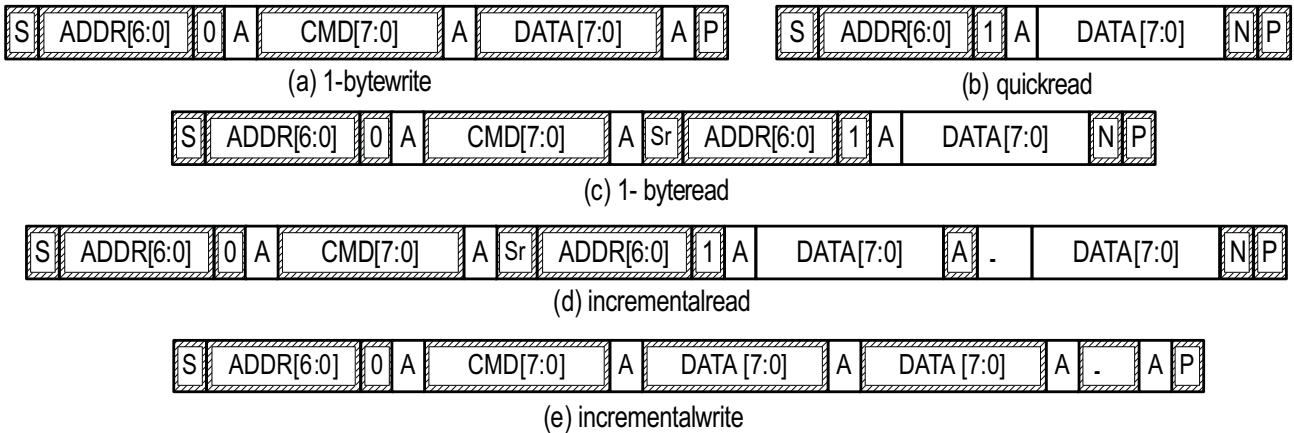 S ADDR[6:0] 0 A CMD[7:0] A DATA[7:0] A P
S ADDR[6:0] 1 A DATA[7:0] N P
(a) 1-bytewrite
(b) quickread
S ADDR[6:0] 0 A CMD[7:0] A Sr ADDR[6:0] 1 A DATA[7:0] N P
(c) 1- byteread
S ADDR[6:0] 0 A CMD[7:0] A Sr ADDR[6:0] 1 A DATA[7:0] A - DATA[7:0] N P
(d) incrementalread
S ADDR[6:0] 0 A CMD[7:0] A DATA [7:0] A DATA [7:0] A - A P
(e) incrementalwrite